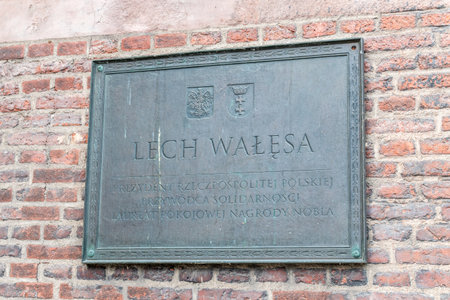 LECH WAŁĘSA
PREZYDENT RZECZYPOSPOLITEJ POLSKIEJ
PRZYWÓDCA SOLIDARNOŚCI
LAUREAT POKOJOWEJ NAGRODY NOBLA